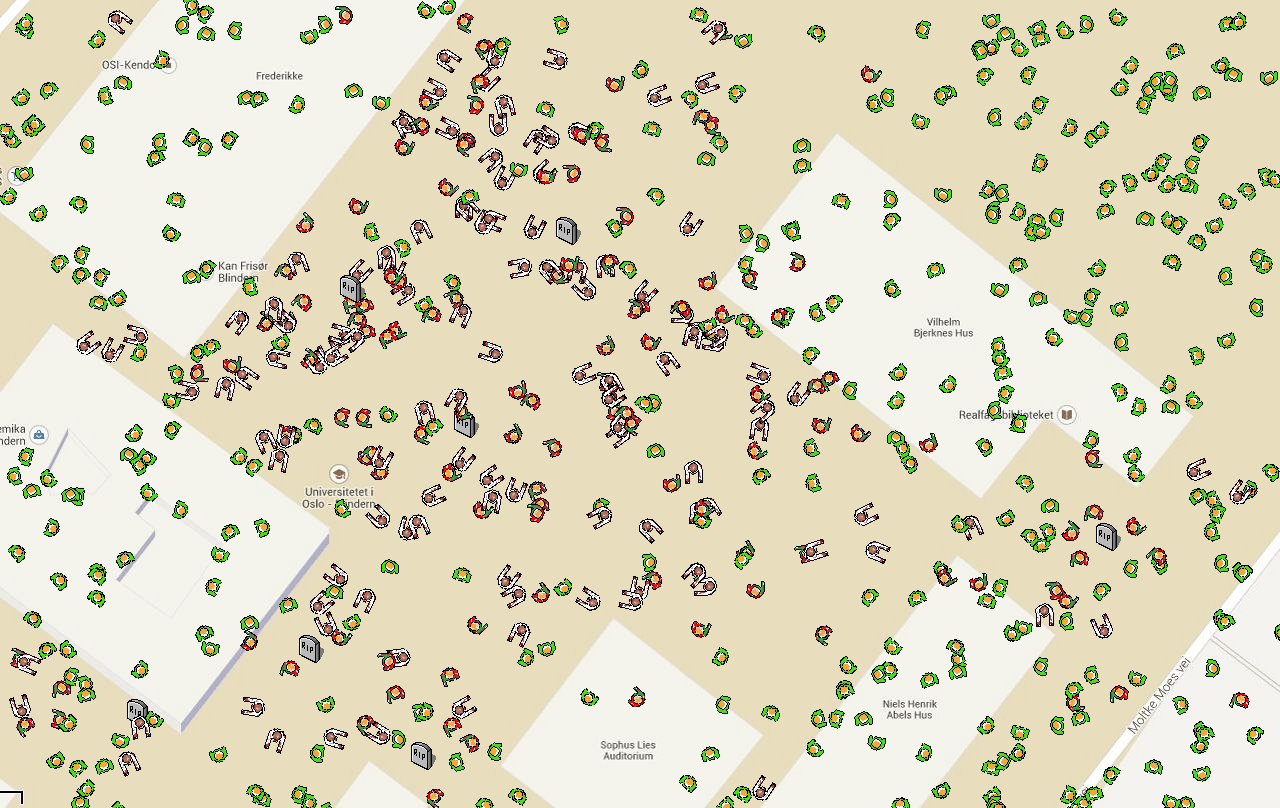 OSI-Kendo
Frederikke
Kan Frisør
Blindern
Vilhelm
Bjerknes Hus
Realfagsbiblioteket
emika
ndern
Universitetet i
Oslo - Blindern
RIP
RIP
RIP
RIP
RIP
RIP
RIP
Niels Henrik
Abels Hus
Sophus Lies
Auditorium
Moltke Moes vei